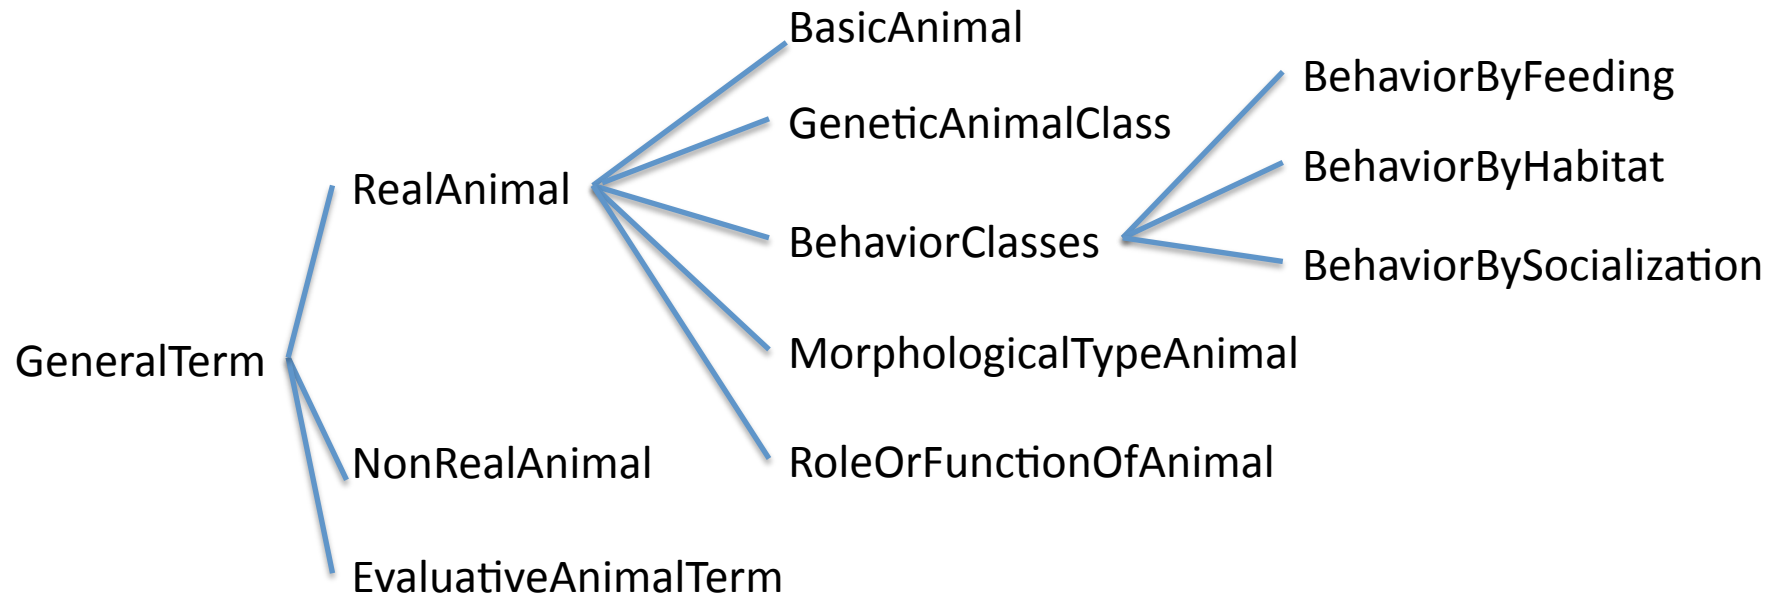 BasicAnimal
BehaviorByFeeding
GeneticAnimalClass
BehaviorByHabitat
RealAnimal
BehaviorClasses
BehaviorBySocialization
GeneralTerm
MorphologicalTypeAnimal
NonRealAnimal
RoleOrFunctionOfAnimal
EvaluativeAnimalTerm